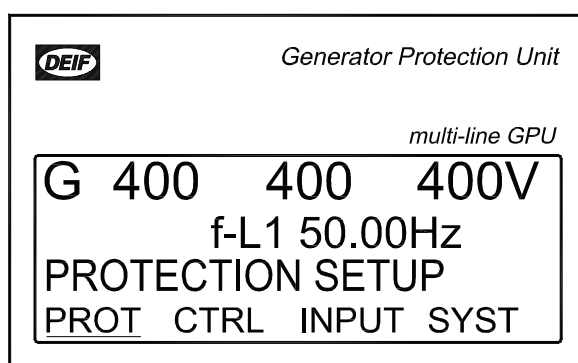 DEIF
Generator Protection Unit
multi-line GPU
G 400 400 400V
f-L1 50.00Hz
PROTECTION SETUP
PROT CTRL INPUT SYST